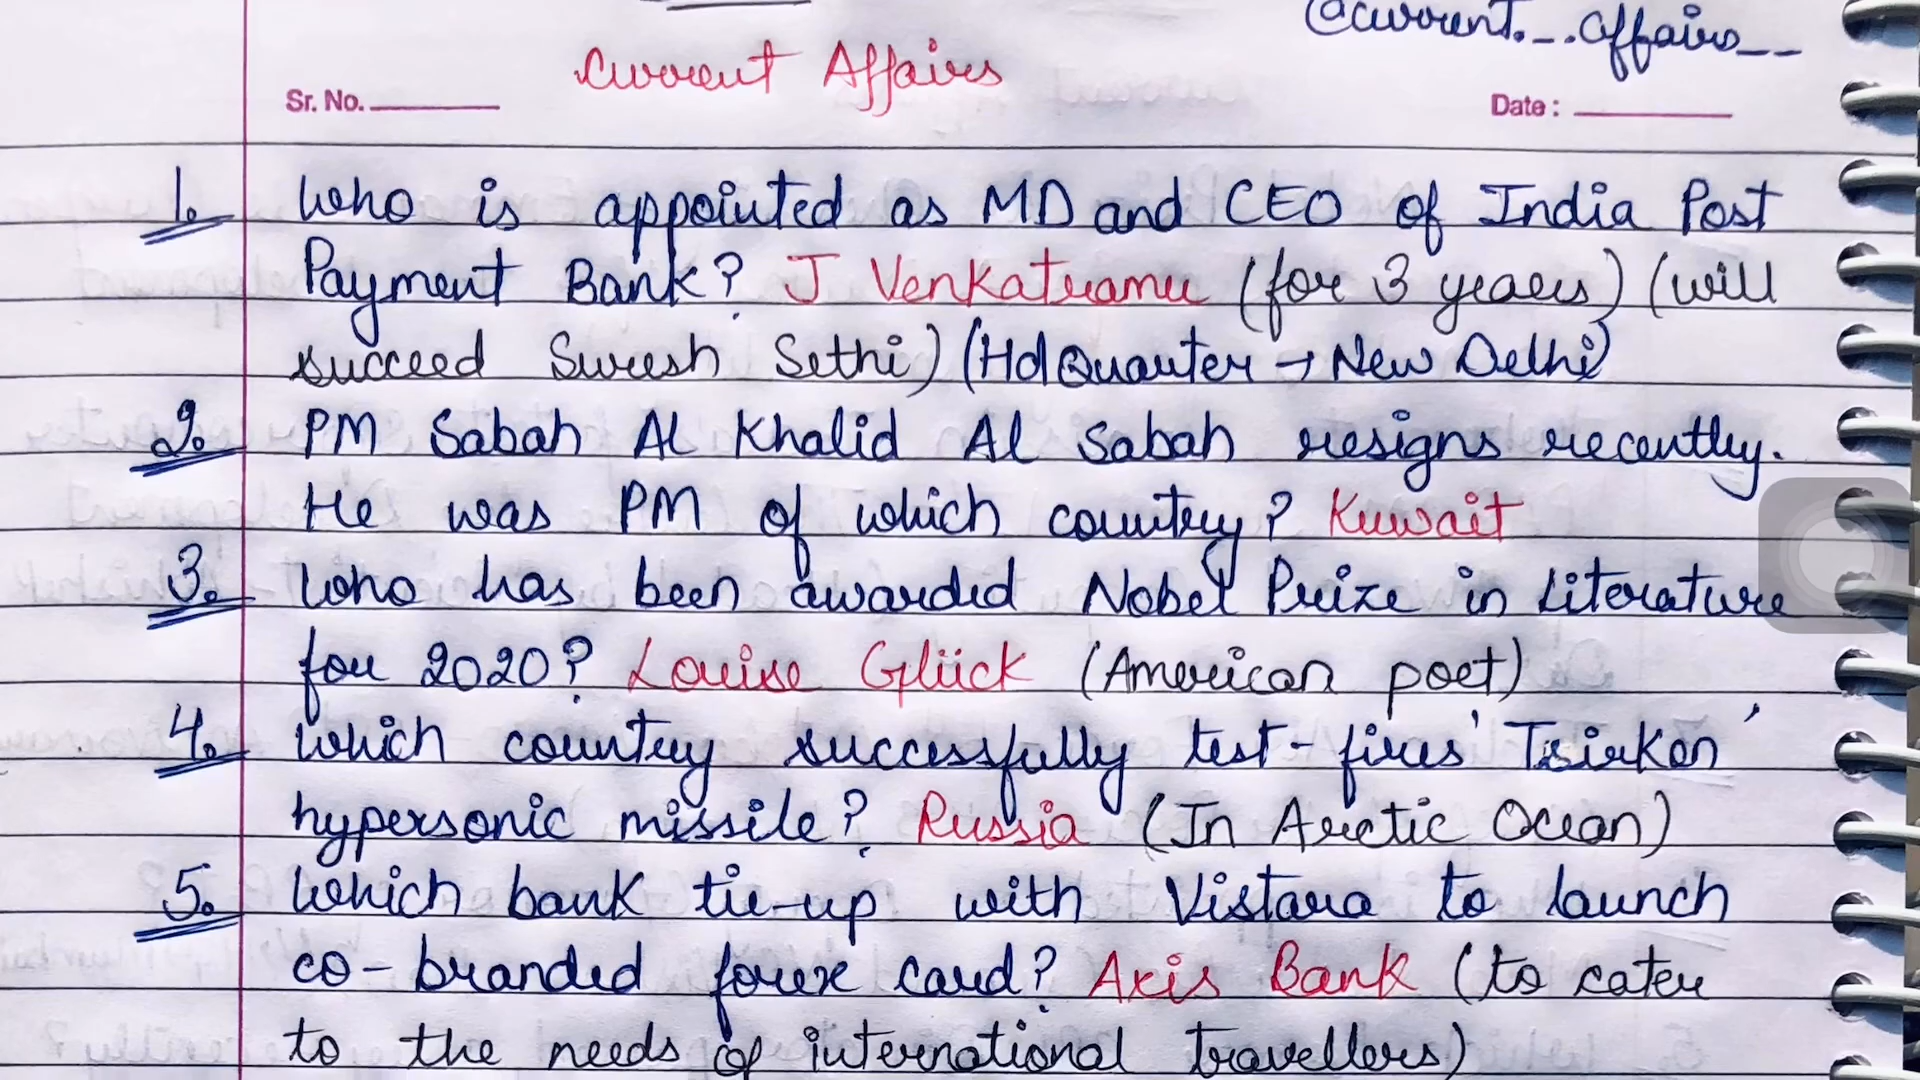 @current._.affairs__
Current Affairs
Sr. No.
Date :
1. Who is appointed as MD and CEO of India Post
Payment Bank? J Venkatramu (for 3 years) (will
succeed Suresh Sethi) (HdQuarter → New Delhi)
2. PM Sabah Al Khalid Al Sabah resigns recently.
He was PM of which country? Kuwait
3. Who has been awarded Nobel Prize in Literature
for 2020? Louise Glück (American poet)
4. Which country successfully test-fires 'Tsirkon'
hypersonic missile? Russia (In Arctic Ocean)
5. Which bank tie-up with Vistara to launch
co-branded forex card? Axis Bank (to cater
to the needs of international travellers)